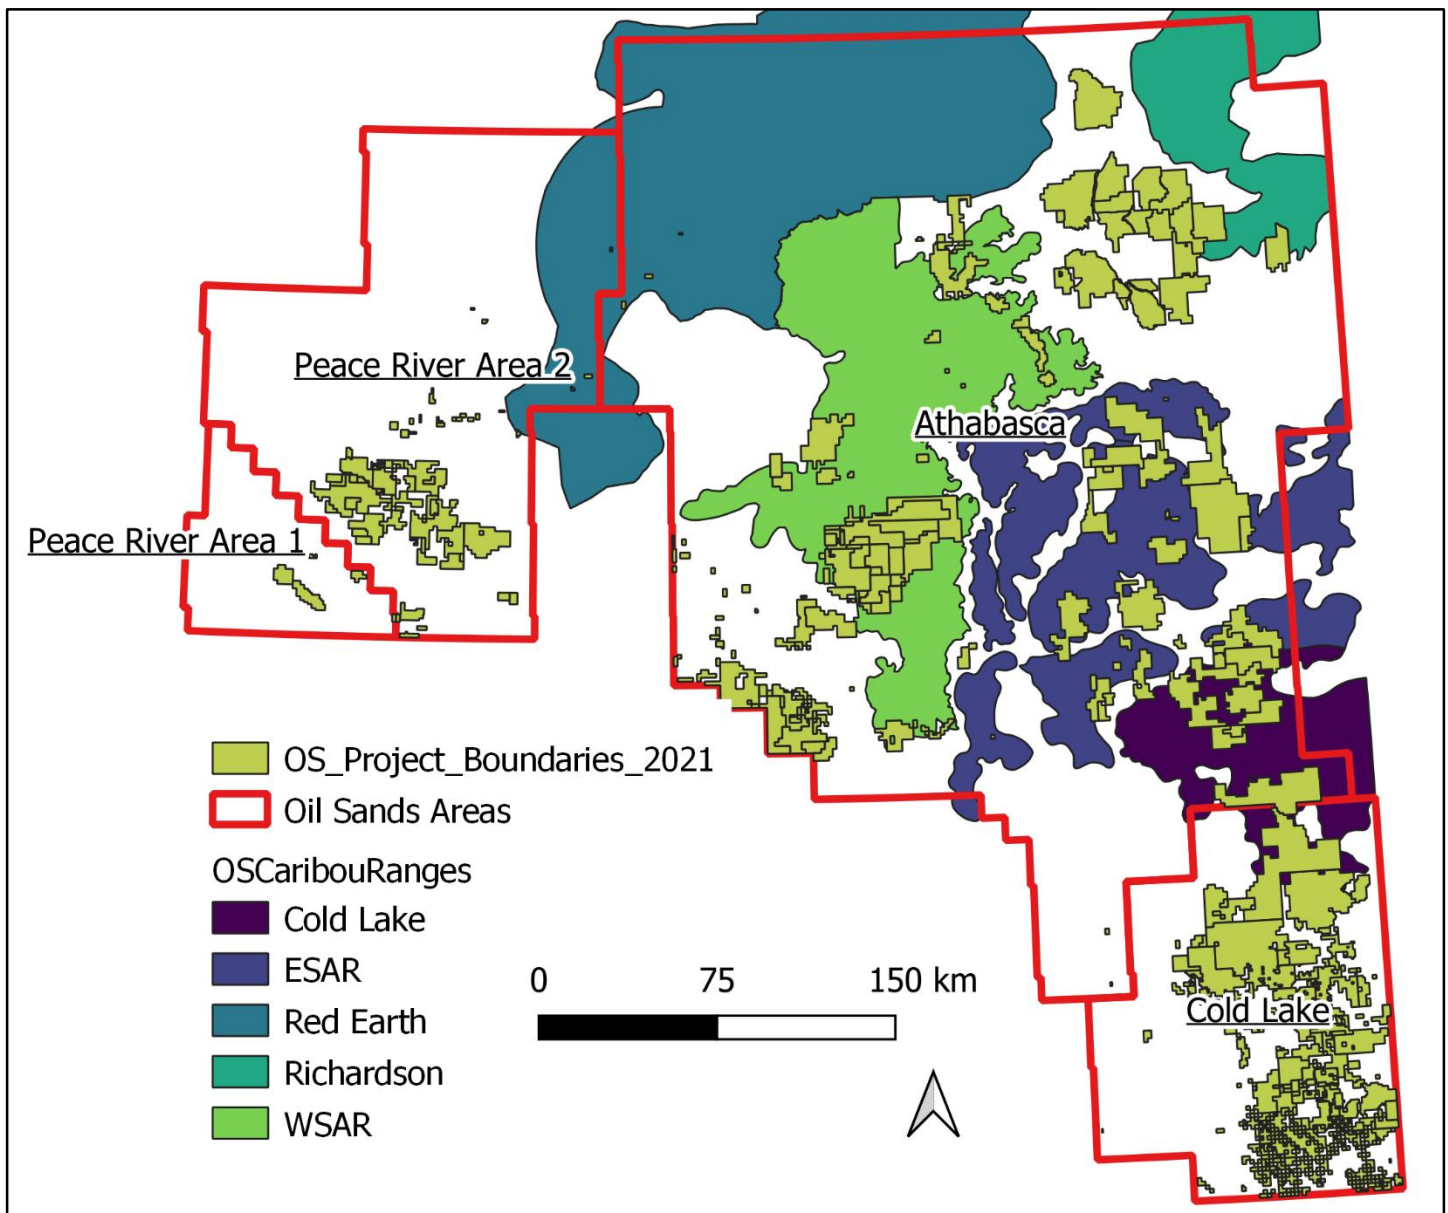 Peace River Area 2
Athabasca
Peace River Area 1
OS_Project_Boundaries_2021
Oil Sands Areas
OSCaribouRanges
Cold Lake
ESAR
Red Earth
Richardson
WSAR
0 75 150 km
Cold Lake